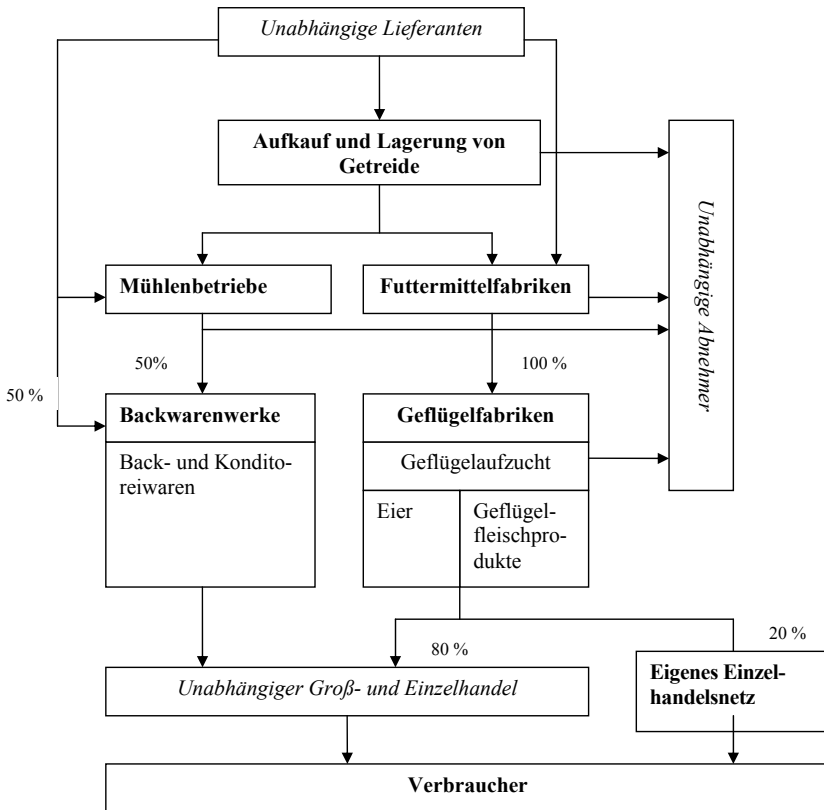 Unabhängige Lieferanten
Aufkauf und Lagerung von
Getreide
Unabhängige Abnehmer
Mühlenbetriebe
Futtermittelfabriken
50%
100 %
50 %
Backwarenwerke
Geflügelfabriken
Back- und Kondito-
reiwaren
Geflügelaufzucht
Eier
Geflügel-
fleischpro-
dukte
80 %
20 %
Unabhängiger Groß- und Einzelhandel
Eigenes Einzel-
handelsnetz
Verbraucher